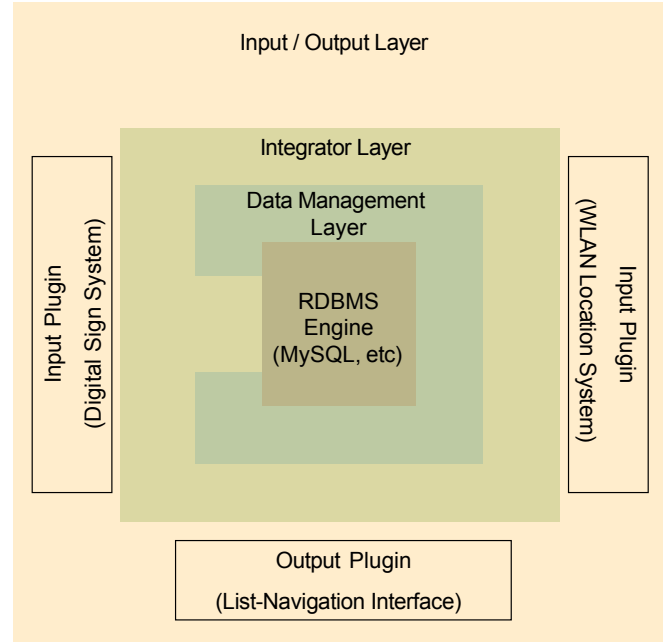 Input / Output Layer
Integrator Layer
Data Management
Layer
RDBMS
Engine
(MySQL, etc)
Input Plugin
(Digital Sign System)
Input Plugin
(WLAN Location System)
Output Plugin
(List-Navigation Interface)